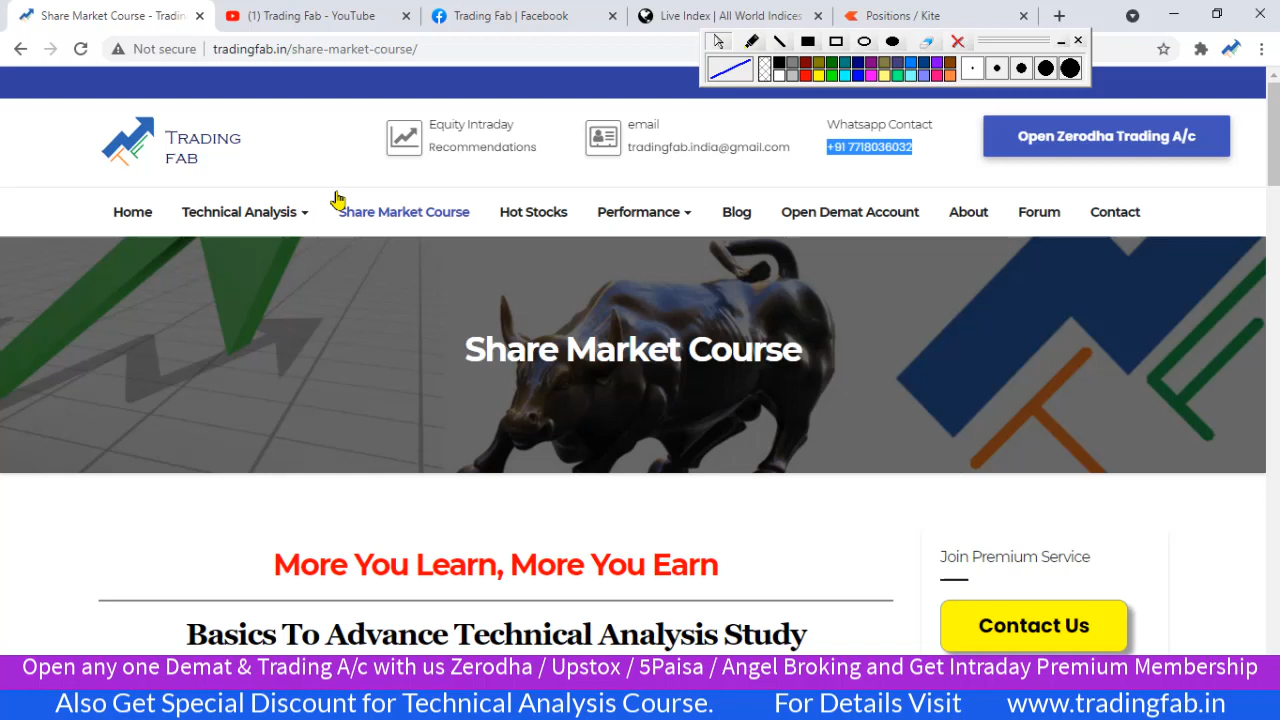 Share Market Course - Tradin
(1) Trading Fab - YouTube
Trading Fab | Facebook
Live Index | All World Indices
Positions / Kite
Not secure
tradingfab.in/share-market-course/
TRADING
FAB
Equity Intraday
Recommendations
email
tradingfab.india@gmail.com
Whatsapp Contact
+91 7718036032
Open Zerodha Trading A/c
Home
Technical Analysis
Share Market Course
Hot Stocks
Performance
Blog
Open Demat Account
About
Forum
Contact
Share Market Course
More You Learn, More You Earn
Join Premium Service
Contact Us
Basics To Advance Technical Analysis Study
Open any one Demat & Trading A/c with us Zerodha / Upstox / 5Paisa / Angel Broking and Get Intraday Premium Membership
Also Get Special Discount for Technical Analysis Course. For Details Visit www.tradingfab.in